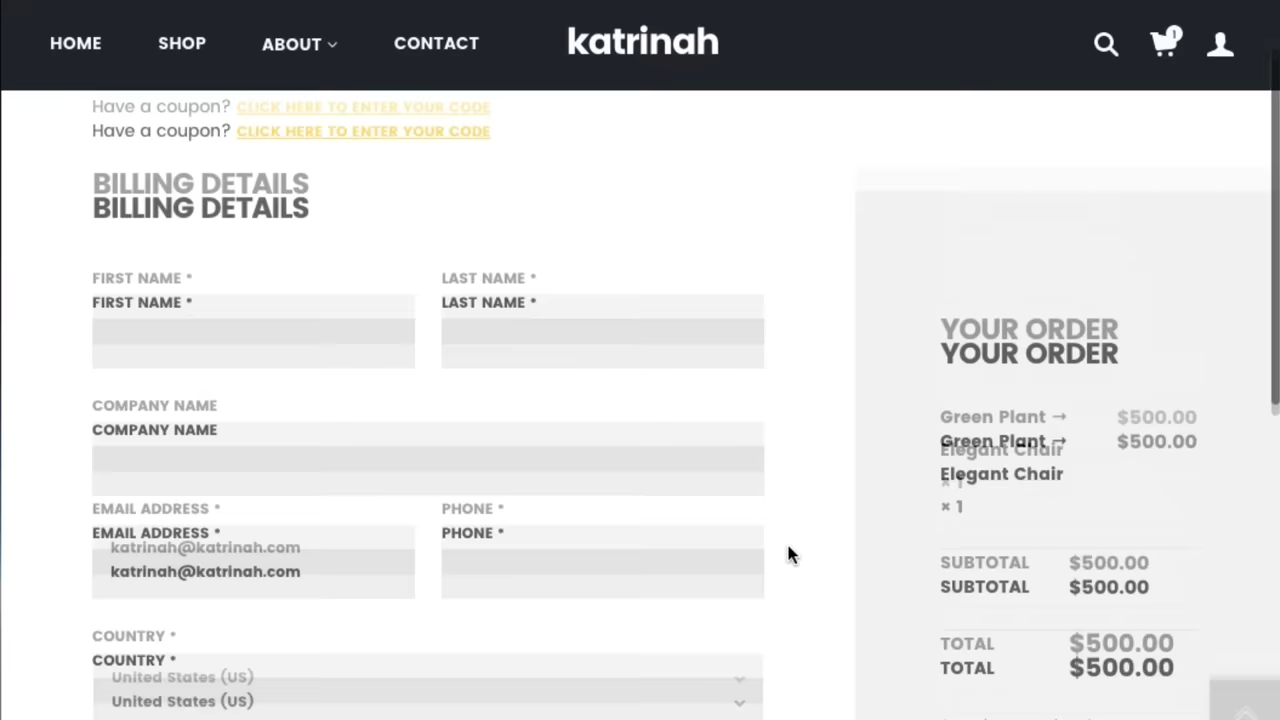 HOME SHOP ABOUT CONTACT katrinah 1
Have a coupon? CLICK HERE TO ENTER YOUR CODE
Have a coupon? CLICK HERE TO ENTER YOUR CODE
BILLING DETAILS
BILLING DETAILS
FIRST NAME * LAST NAME *
FIRST NAME * LAST NAME *
COMPANY NAME
COMPANY NAME
EMAIL ADDRESS * PHONE *
EMAIL ADDRESS * PHONE *
katrinah@katrinah.com
katrinah@katrinah.com
COUNTRY *
COUNTRY *
United States (US)
United States (US)
YOUR ORDER
YOUR ORDER
Green Plant → $500.00
Green Plant → $500.00
Elegant Chair
Elegant Chair
× 1
× 1
SUBTOTAL $500.00
SUBTOTAL $500.00
TOTAL $500.00
TOTAL $500.00